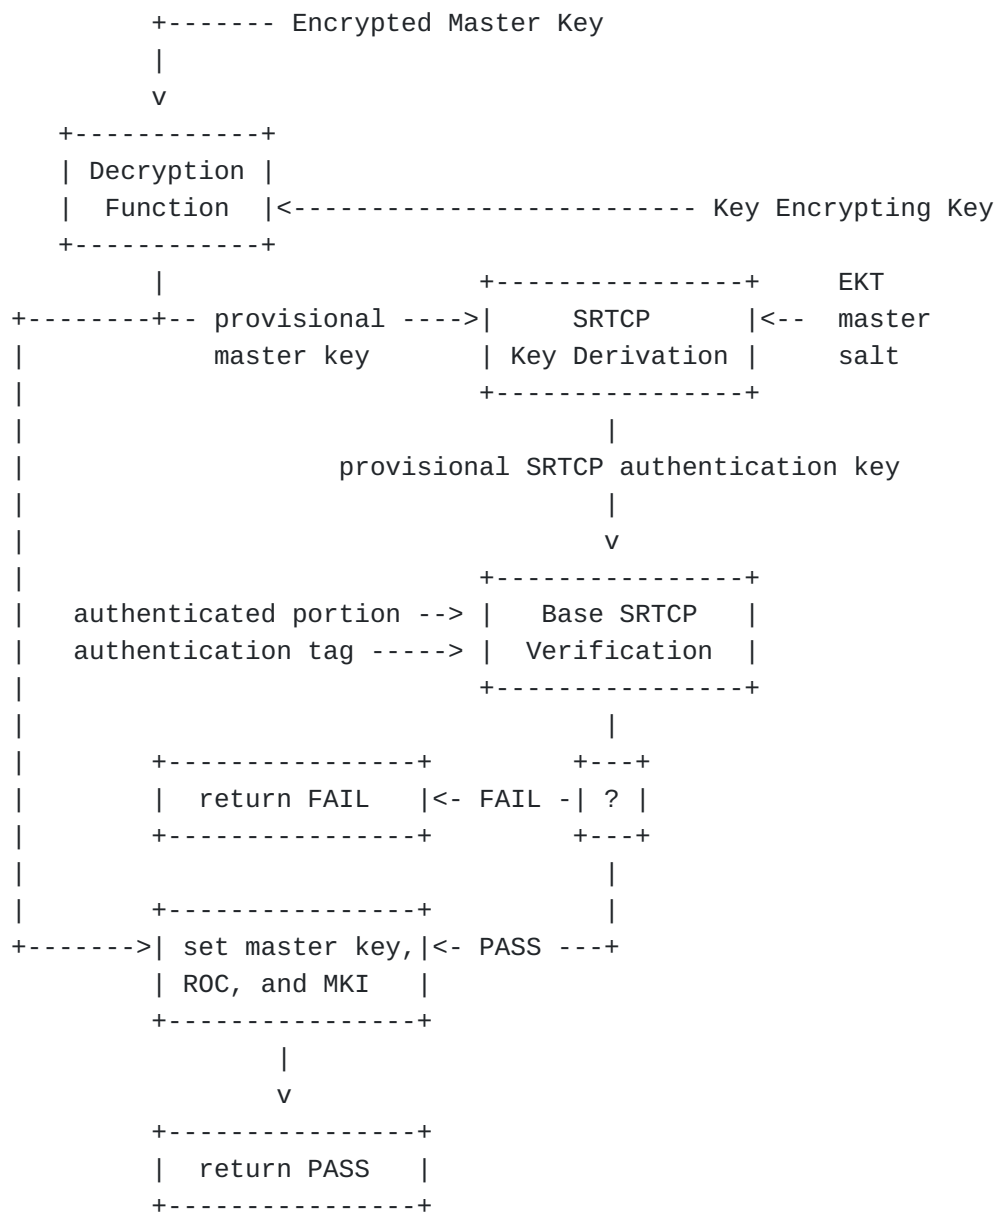 +------- Encrypted Master Key
         |
         v
   +------------+
   | Decryption |
   |  Function  |<-------------------------- Key Encrypting Key
   +------------+
         |                    +----------------+     EKT
+--------+-- provisional ---->|     SRTCP      |<--  master
|            master key       | Key Derivation |     salt
|                             +----------------+
|                                     |
|                    provisional SRTCP authentication key
|                                     |
|                                     v
|                             +----------------+
|   authenticated portion --> |   Base SRTCP   |
|   authentication tag -----> |  Verification  |
|                             +----------------+
|                                     |
|        +----------------+         +---+
|        |  return FAIL   |<- FAIL -| ? |
|        +----------------+         +---+
|                                     |
|        +----------------+           |
+------->| set master key,|<- PASS ---+
         | ROC, and MKI   |
         +----------------+
                 |
                 v
         +----------------+
         |  return PASS   |
         +----------------+